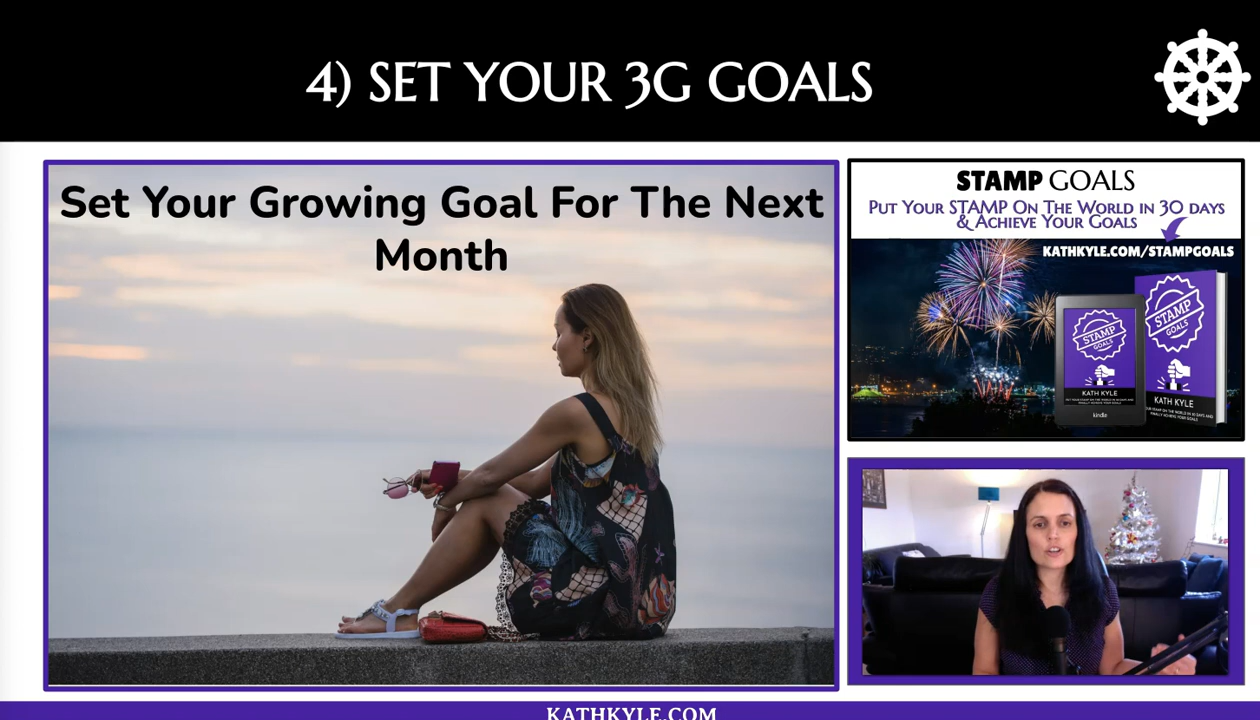 4) SET YOUR 3G GOALS
Set Your Growing Goal For The Next
Month
STAMP GOALS
PUT YOUR STAMP ON THE WORLD IN 30 DAYS
& ACHIEVE YOUR GOALS
KATHKYLE.COM/STAMPGOALS
STAMP
GOALS
KATH KYLE
kindle
STAMP
GOALS
KATH KYLE
KATHKYLE.COM